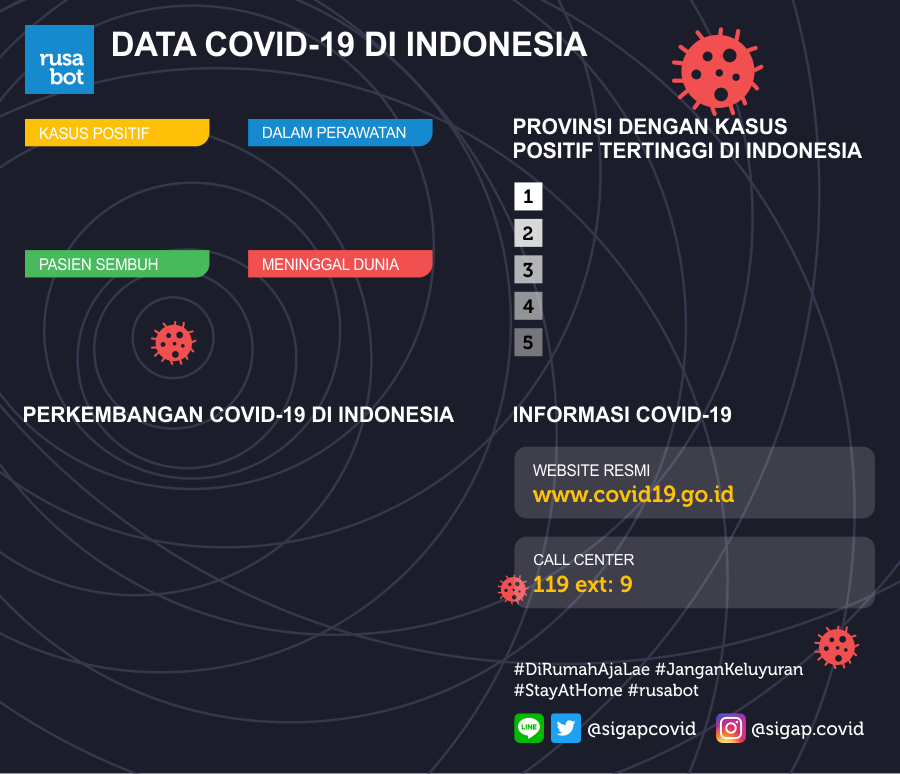 rusa
bot
DATA COVID-19 DI INDONESIA
KASUS POSITIF
DALAM PERAWATAN
PASIEN SEMBUH
MENINGGAL DUNIA
PROVINSI DENGAN KASUS
POSITIF TERTINGGI DI INDONESIA
1
2
3
4
5
PERKEMBANGAN COVID-19 DI INDONESIA
INFORMASI COVID-19
WEBSITE RESMI
www.covid19.go.id
CALL CENTER
119 ext: 9
#DiRumahAjaLae #JanganKeluyuran
#StayAtHome #rusabot
LINE @sigapcovid @sigap.covid